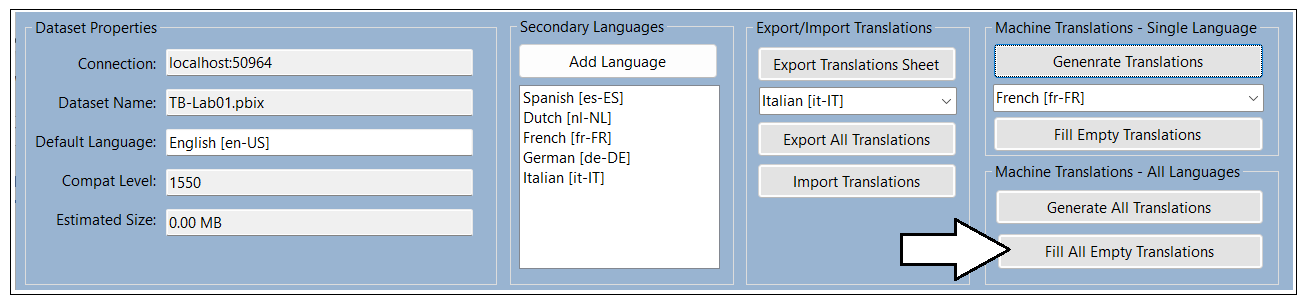 Dataset Properties
Connection: localhost:50964
Dataset Name: TB-Lab01.pbix
Default Language: English [en-US]
Compat Level: 1550
Estimated Size: 0.00 MB
Secondary Languages
Add Language
Spanish [es-ES]
Dutch [nl-NL]
French [fr-FR]
German [de-DE]
Italian [it-IT]
Export/Import Translations
Export Translations Sheet
Italian [it-IT]
Export All Translations
Import Translations
Machine Translations - Single Language
Genenrate Translations
French [fr-FR]
Fill Empty Translations
Machine Translations - All Languages
Generate All Translations
Fill All Empty Translations